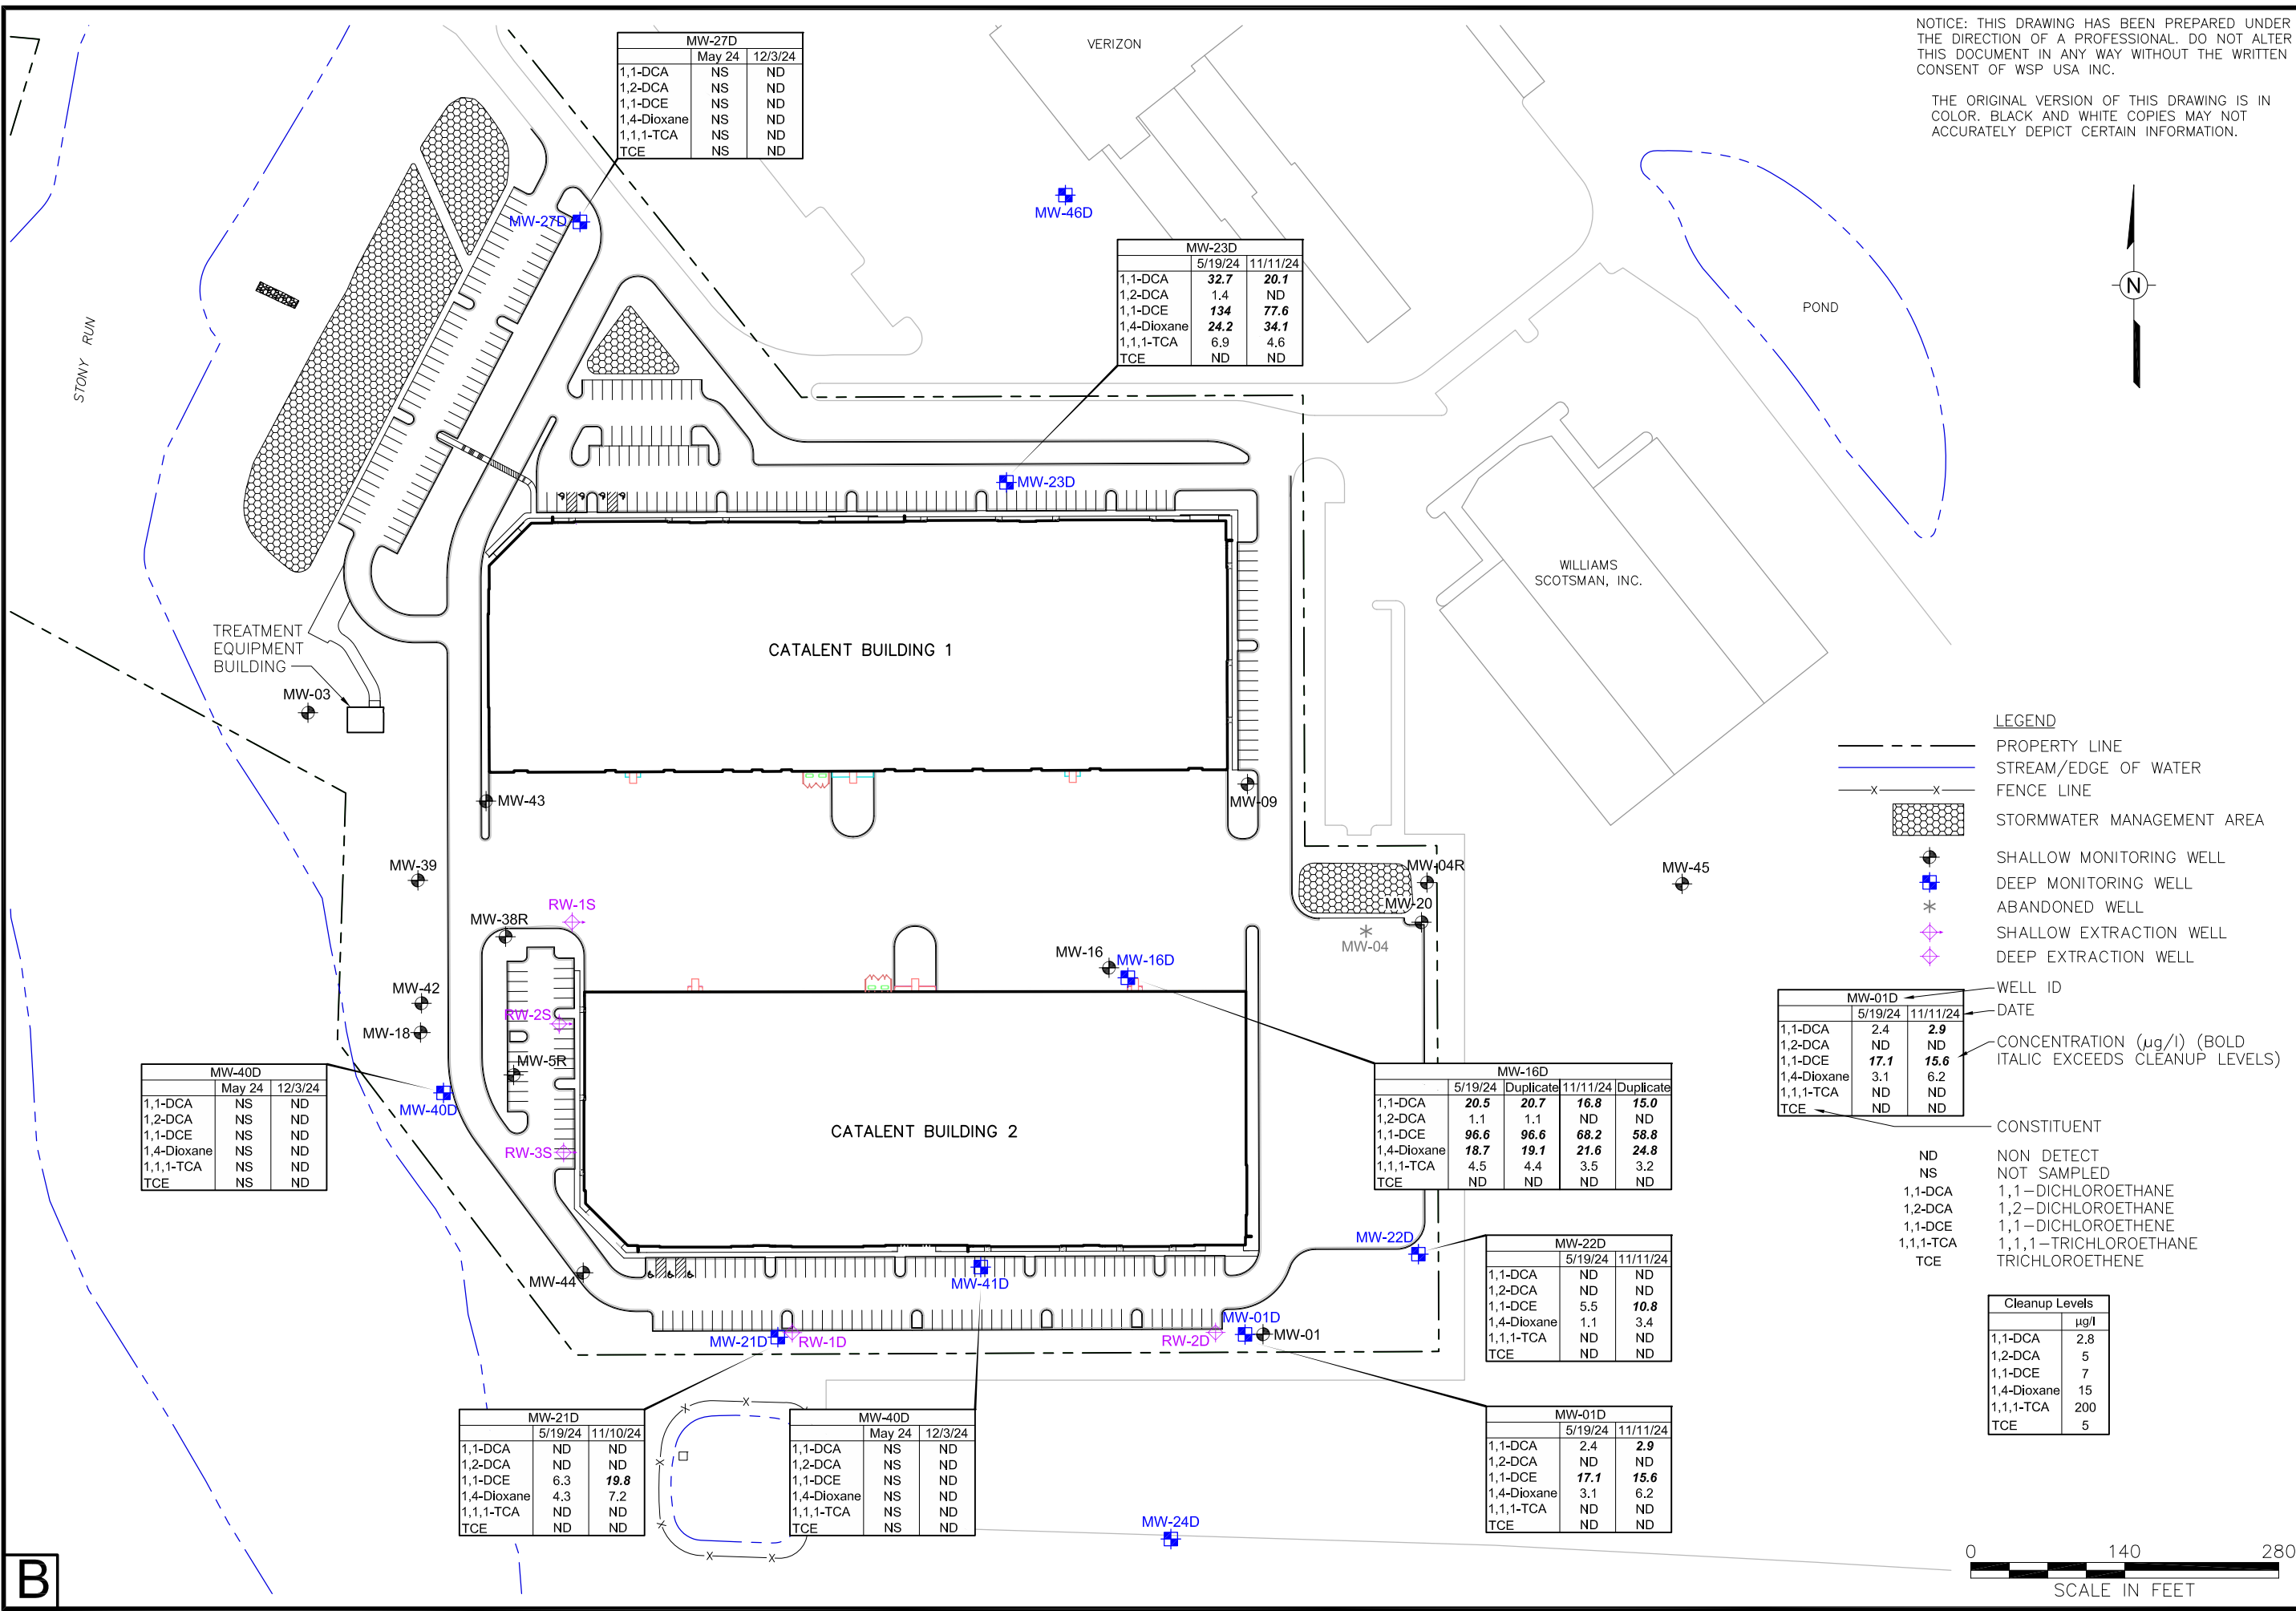 NOTICE: THIS DRAWING HAS BEEN PREPARED UNDER
THE DIRECTION OF A PROFESSIONAL. DO NOT ALTER
THIS DOCUMENT IN ANY WAY WITHOUT THE WRITTEN
CONSENT OF WSP USA INC.
THE ORIGINAL VERSION OF THIS DRAWING IS IN
COLOR. BLACK AND WHITE COPIES MAY NOT
ACCURATELY DEPICT CERTAIN INFORMATION.
MW-27D
May 24 12/3/24
1,1-DCA NS ND
1,2-DCA NS ND
1,1-DCE NS ND
1,4-Dioxane NS ND
1,1,1-TCA NS ND
TCE NS ND
VERIZON
MW-27D
MW-46D
MW-23D
5/19/24 11/11/24
1,1-DCA 32.7 20.1
1,2-DCA 1.4 ND
1,1-DCE 134 77.6
1,4-Dioxane 24.2 34.1
1,1,1-TCA 6.9 4.6
TCE ND ND
N
POND
STONY RUN
MW-23D
WILLIAMS
SCOTSMAN, INC.
CATALENT BUILDING 1
TREATMENT
EQUIPMENT
BUILDING
MW-03
MW-43
MW-09
MW-39
MW-04R
MW-45
RW-1S
MW-38R
MW-20
MW-04
MW-16
MW-16D
MW-42
RW-2S
MW-18
MW-5R
MW-40D
May 24 12/3/24
1,1-DCA NS ND
1,2-DCA NS ND
1,1-DCE NS ND
1,4-Dioxane NS ND
1,1,1-TCA NS ND
TCE NS ND
MW-40D
CATALENT BUILDING 2
RW-3S
MW-16D
5/19/24 Duplicate 11/11/24 Duplicate
1,1-DCA 20.5 20.7 16.8 15.0
1,2-DCA 1.1 1.1 ND ND
1,1-DCE 96.6 96.6 68.2 58.8
1,4-Dioxane 18.7 19.1 21.6 24.8
1,1,1-TCA 4.5 4.4 3.5 3.2
TCE ND ND ND ND
MW-22D
MW-22D
5/19/24 11/11/24
1,1-DCA ND ND
1,2-DCA ND ND
1,1-DCE 5.5 10.8
1,4-Dioxane 1.1 3.4
1,1,1-TCA ND ND
TCE ND ND
MW-44
MW-41D
MW-21D
RW-1D
RW-2D
MW-01D
MW-01
MW-21D
5/19/24 11/10/24
1,1-DCA ND ND
1,2-DCA ND ND
1,1-DCE 6.3 19.8
1,4-Dioxane 4.3 7.2
1,1,1-TCA ND ND
TCE ND ND
X
X
X
X
X
X
MW-40D
May 24 12/3/24
1,1-DCA NS ND
1,2-DCA NS ND
1,1-DCE NS ND
1,4-Dioxane NS ND
1,1,1-TCA NS ND
TCE NS ND
MW-01D
5/19/24 11/11/24
1,1-DCA 2.4 2.9
1,2-DCA ND ND
1,1-DCE 17.1 15.6
1,4-Dioxane 3.1 6.2
1,1,1-TCA ND ND
TCE ND ND
MW-24D
LEGEND
PROPERTY LINE
STREAM/EDGE OF WATER
X X FENCE LINE
STORMWATER MANAGEMENT AREA
SHALLOW MONITORING WELL
DEEP MONITORING WELL
ABANDONED WELL
SHALLOW EXTRACTION WELL
DEEP EXTRACTION WELL
MW-01D
5/19/24 11/11/24
1,1-DCA 2.4 2.9
1,2-DCA ND ND
1,1-DCE 17.1 15.6
1,4-Dioxane 3.1 6.2
1,1,1-TCA ND ND
TCE ND ND
WELL ID
DATE
CONCENTRATION (µg/l) (BOLD
ITALIC EXCEEDS CLEANUP LEVELS)
CONSTITUENT
ND NON DETECT
NS NOT SAMPLED
1,1-DCA 1,1-DICHLOROETHANE
1,2-DCA 1,2-DICHLOROETHANE
1,1-DCE 1,1-DICHLOROETHENE
1,1,1-TCA 1,1,1-TRICHLOROETHANE
TCE TRICHLOROETHENE
Cleanup Levels
µg/l
1,1-DCA 2.8
1,2-DCA 5
1,1-DCE 7
1,4-Dioxane 15
1,1,1-TCA 200
TCE 5
0 140 280
SCALE IN FEET
B